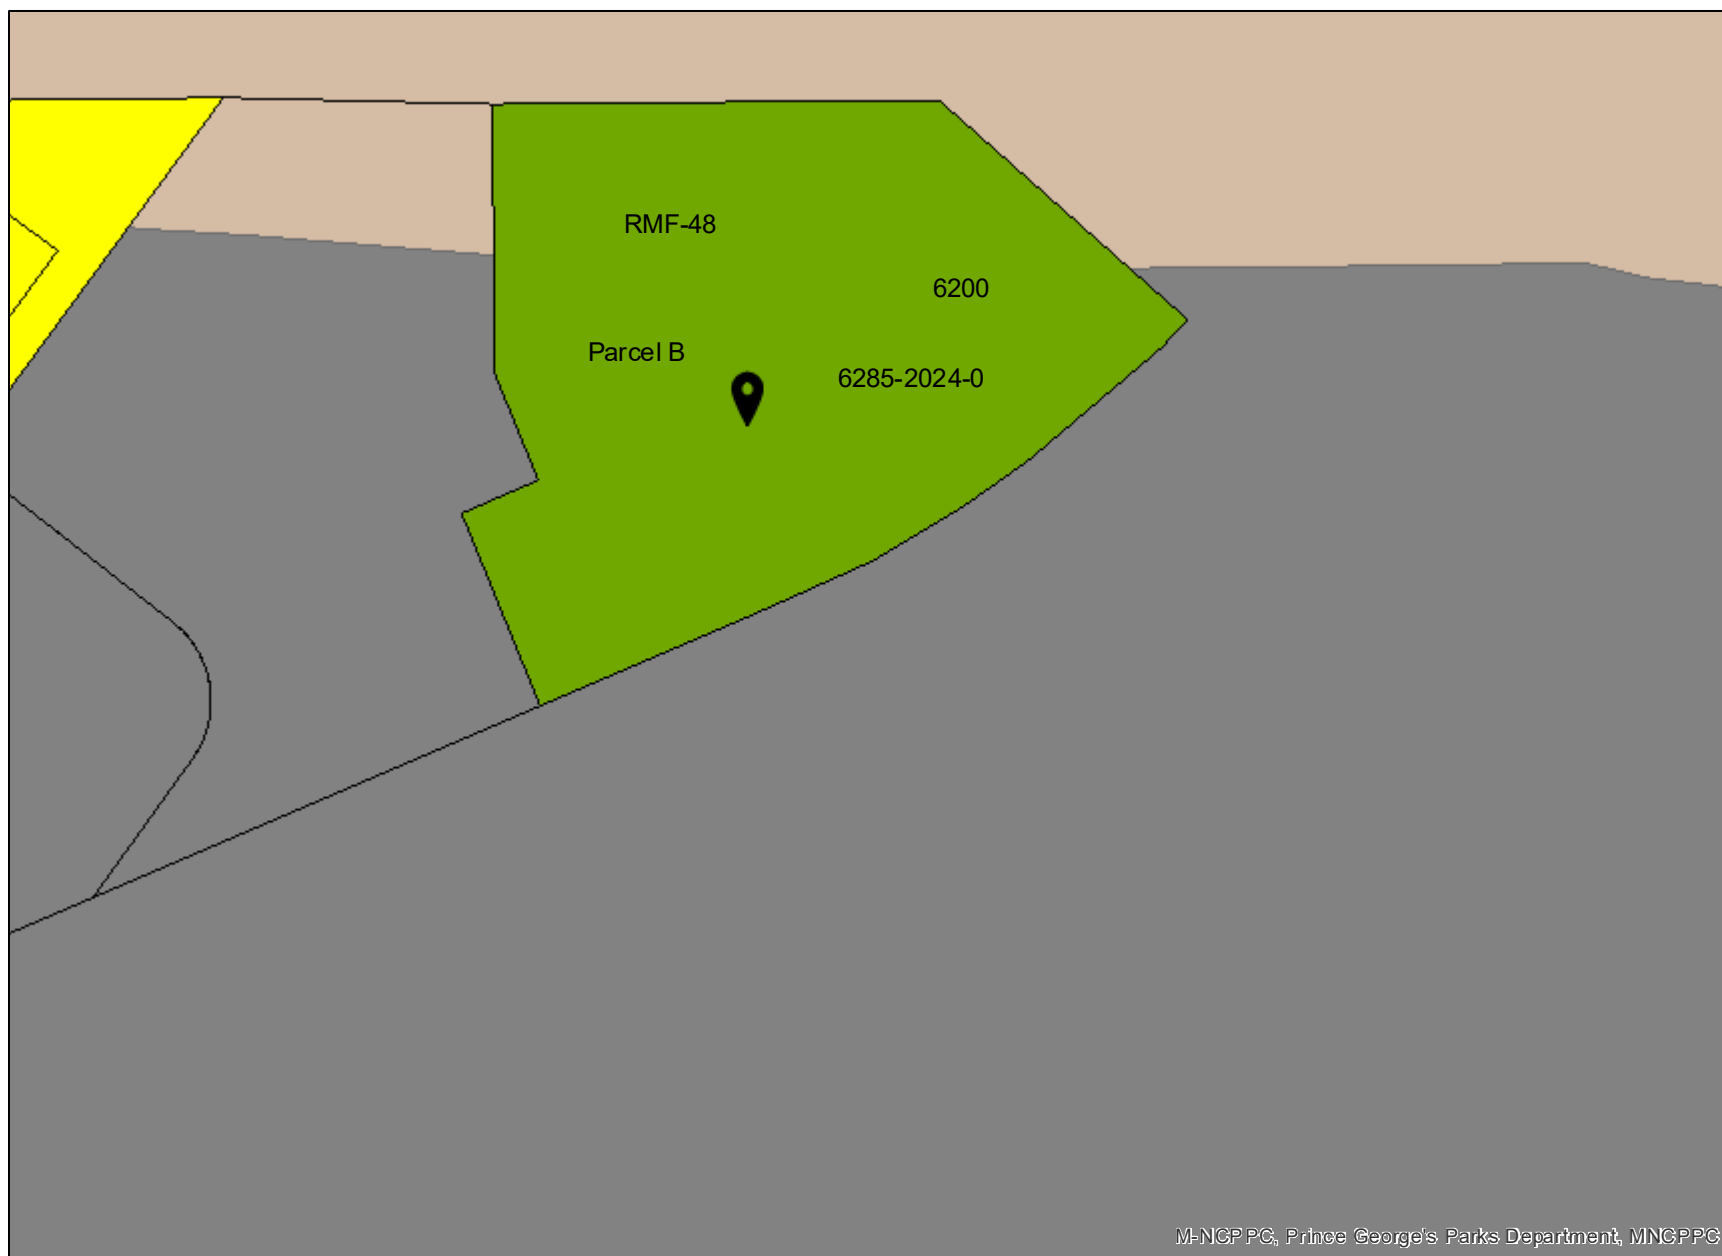 RMF-48
6200
Parcel B
6285-2024-0
M-NCPPC, Prince George's Parks Department, MNCPPC